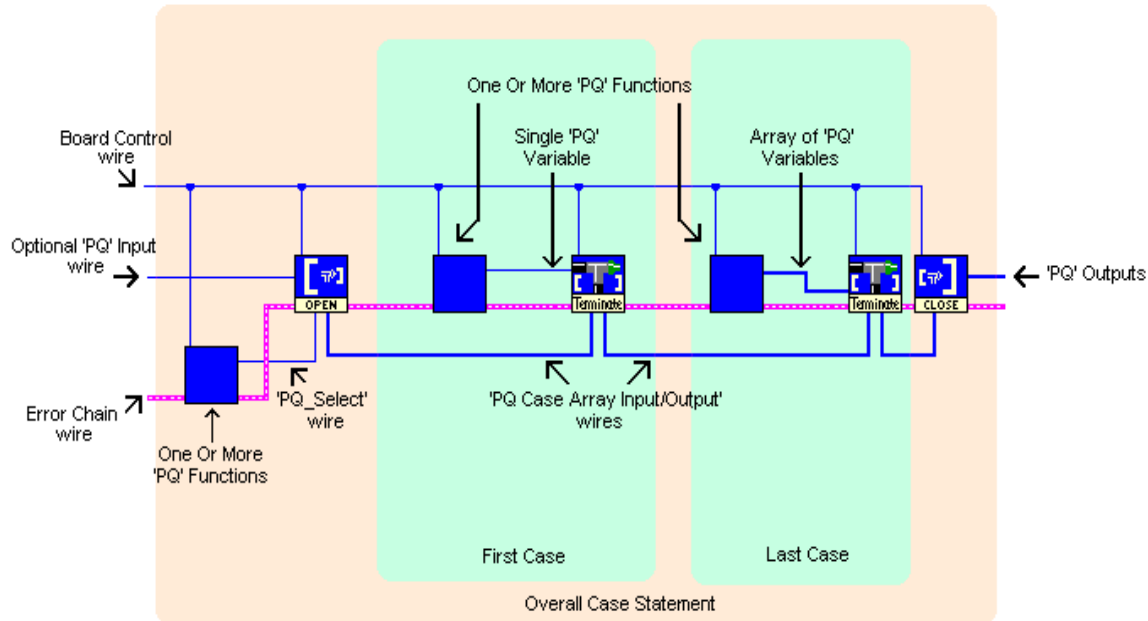 One Or More 'PQ' Functions
Board Control
wire
Single 'PQ'
Variable
Array of 'PQ'
Variables
Optional 'PQ' Input
wire
'PQ' Outputs
OPEN
Terminate
Terminate
CLOSE
'PQ_Select'
wire
'PQ Case Array Input/Output'
wires
Error Chain
wire
One Or More
'PQ' Functions
First Case
Last Case
Overall Case Statement